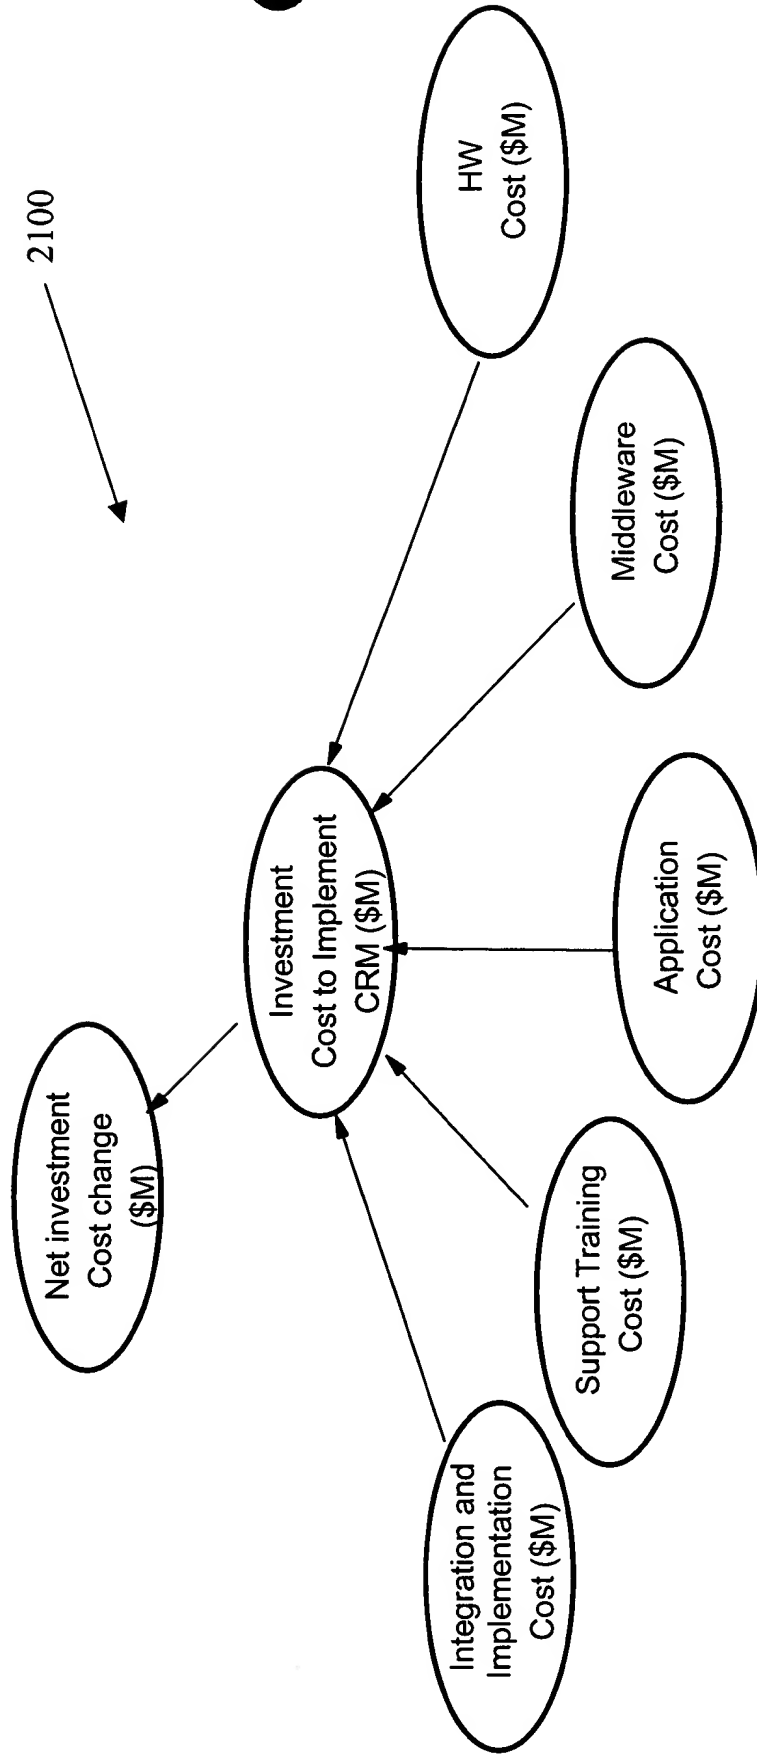 2100
Net investment
Cost change
($M)
Investment
Cost to Implement
CRM ($M)
Integration and
Implementation
Cost ($M)
Support Training
Cost ($M)
Application
Cost ($M)
Middleware
Cost ($M)
HW
Cost ($M)